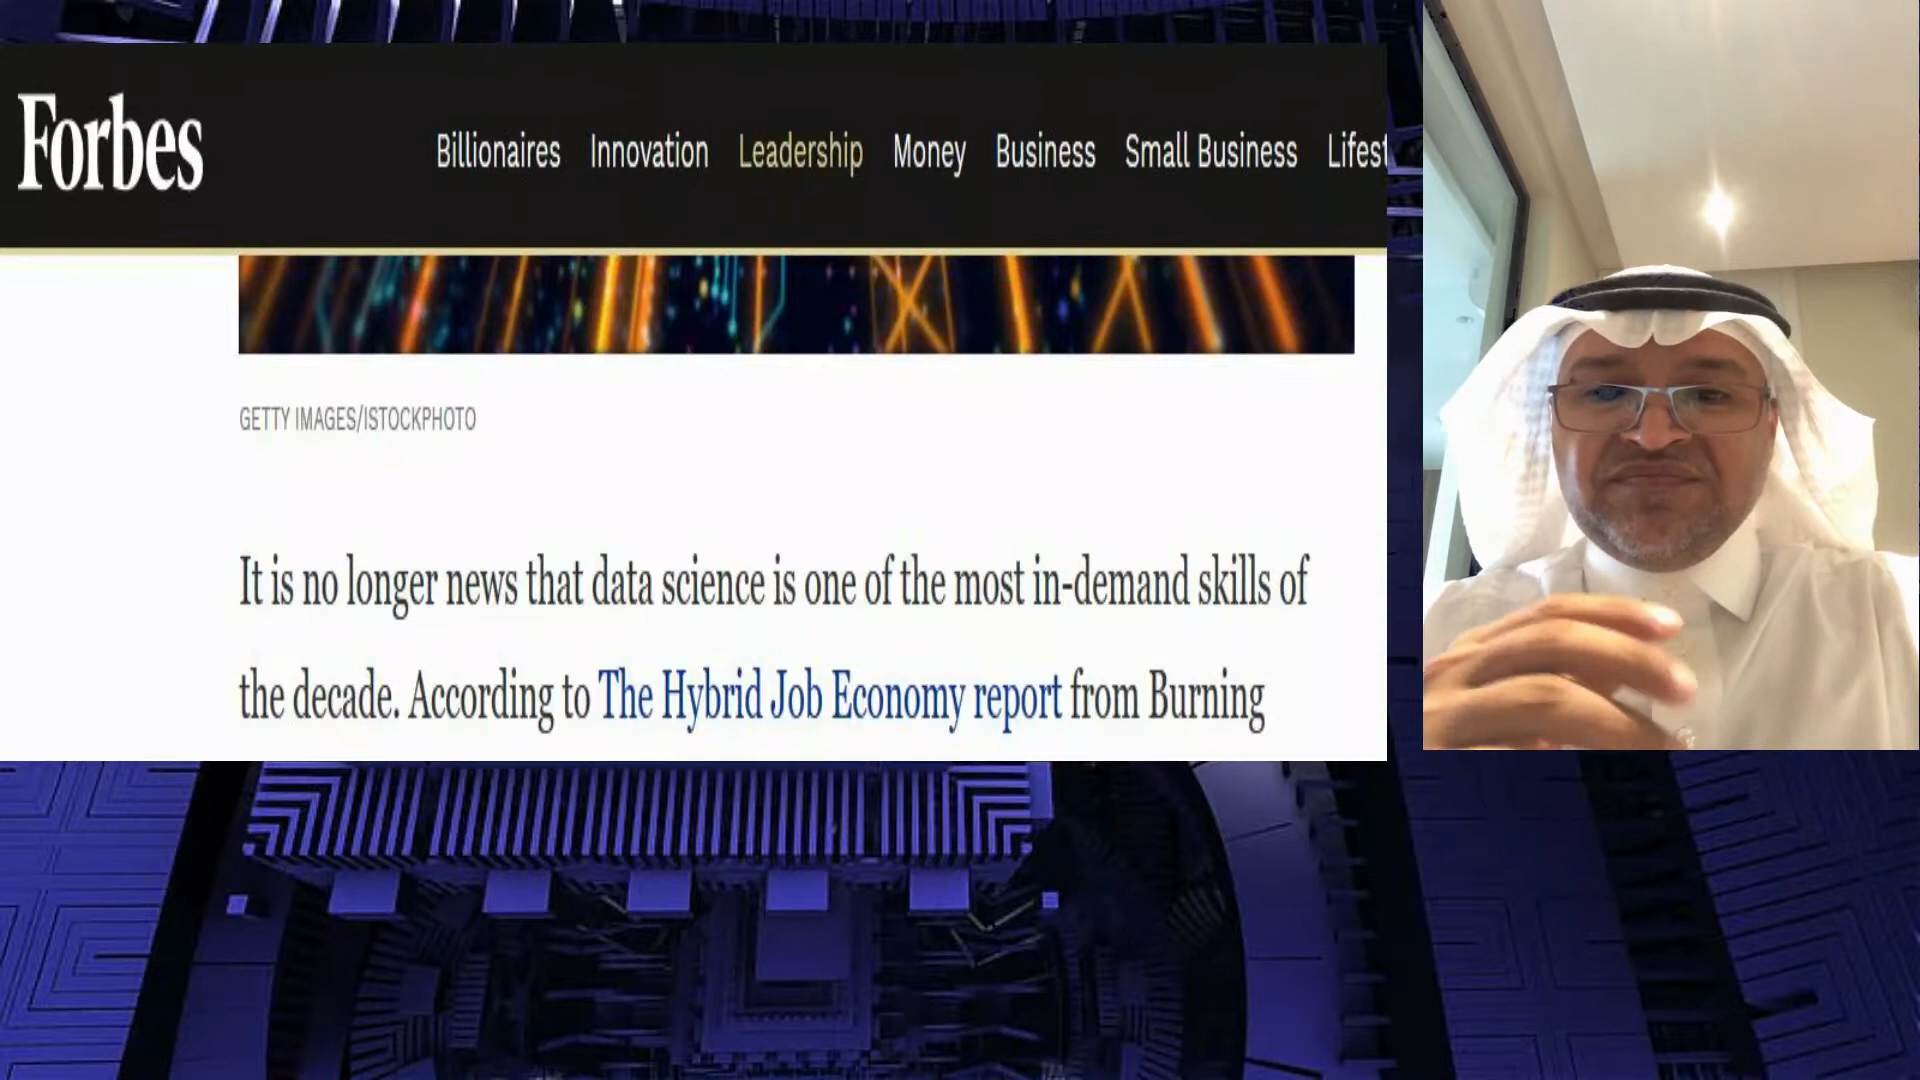 Forbes
Billionaires Innovation Leadership Money Business Small Business Lifest
GETTY IMAGES/ISTOCKPHOTO
It is no longer news that data science is one of the most in-demand skills of
the decade. According to The Hybrid Job Economy report from Burning